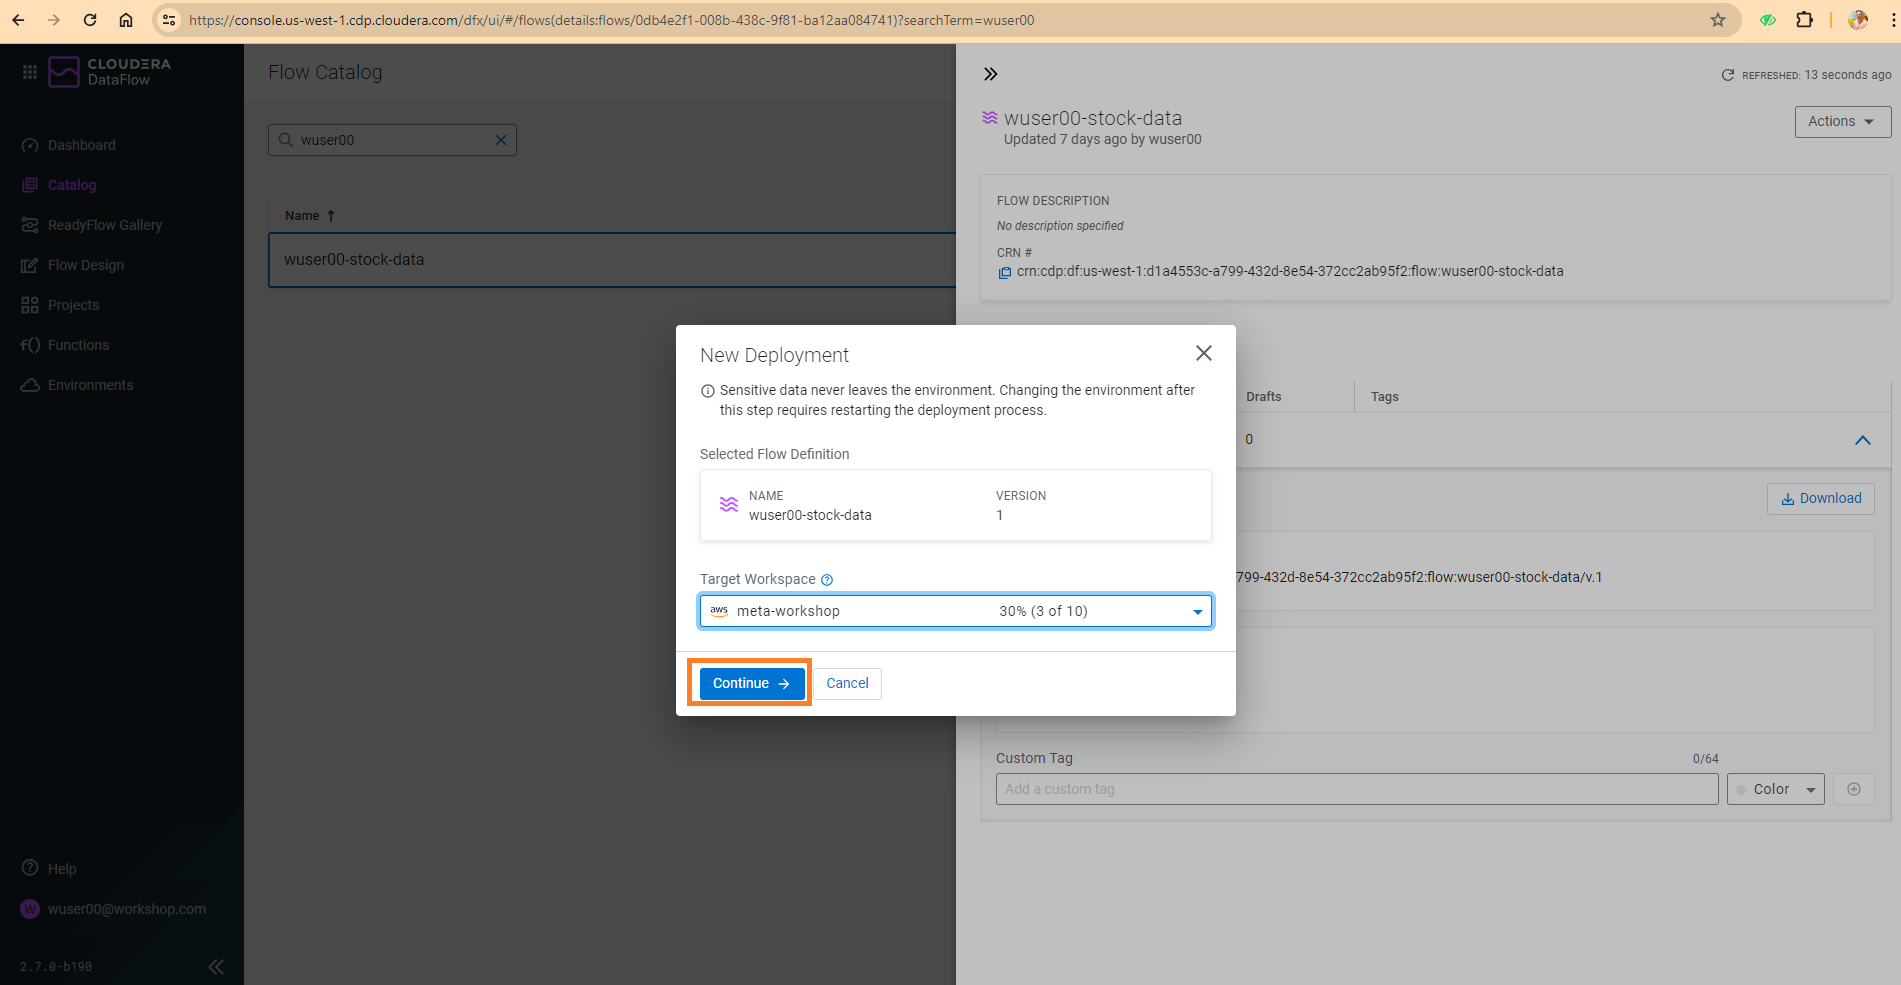 https://console.us-west-1.cdp.cloudera.com/dfx/ui/#/flows(details:flows/0db4e2f1-008b-438c-9f81-ba12aa084741)?searchTerm=wuser00
CLOUDERA
DataFlow
Dashboard
Catalog
ReadyFlow Gallery
Flow Design
Projects
Functions
Environments
Help
W
wuser00@workshop.com
2.7.0-b190
Flow Catalog
wuser00
Name
wuser00-stock-data
REFRESHED: 13 seconds ago
wuser00-stock-data
Updated 7 days ago by wuser00
Actions
FLOW DESCRIPTION
No description specified
CRN #
crn:cdp:df:us-west-1:d1a4553c-a799-432d-8e54-372cc2ab95f2:flow:wuser00-stock-data
New Deployment
Sensitive data never leaves the environment. Changing the environment after
this step requires restarting the deployment process.
Selected Flow Definition
NAME
wuser00-stock-data
VERSION
1
Target Workspace
aws meta-workshop 30% (3 of 10)
Continue
Cancel
Drafts
Tags
0
Download
799-432d-8e54-372cc2ab95f2:flow:wuser00-stock-data/v.1
Custom Tag
0/64
Add a custom tag
Color